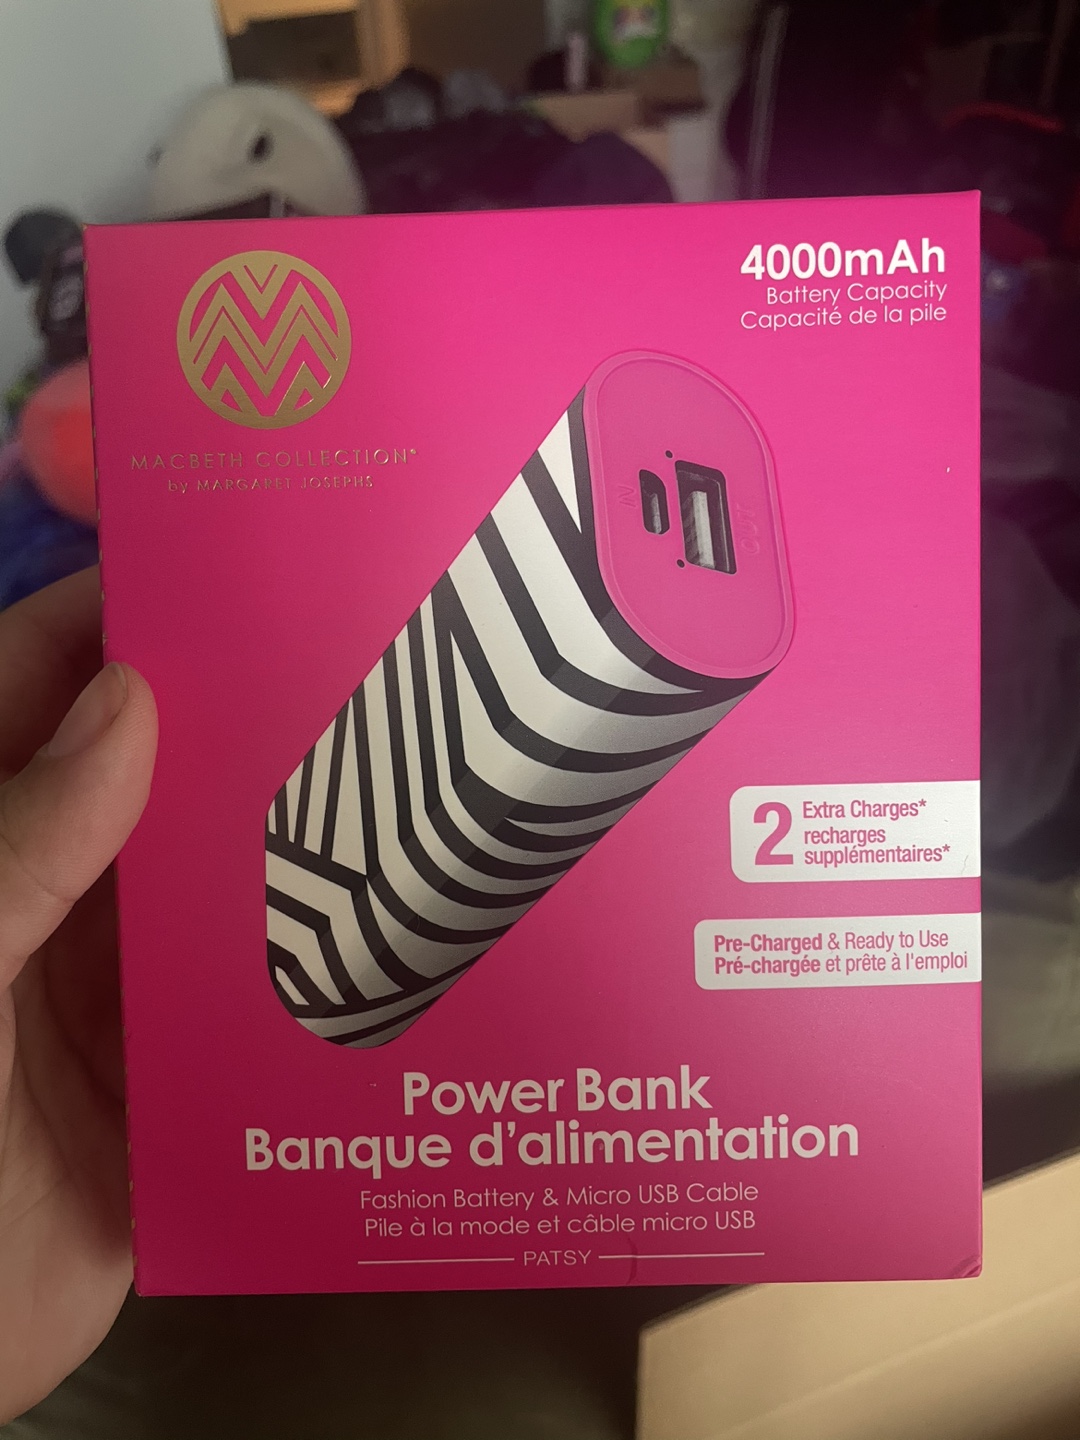 4000mAh
Battery Capacity
Capacité de la pile
MACBETH COLLECTION®
by MARGARET JOSEPHS
IN
OUT
2
Extra Charges*
recharges
supplémentaires*
Pre-Charged & Ready to Use
Pré-chargée et prête à l'emploi
Power Bank
Banque d'alimentation
Fashion Battery & Micro USB Cable
Pile à la mode et câble micro USB
PATSY